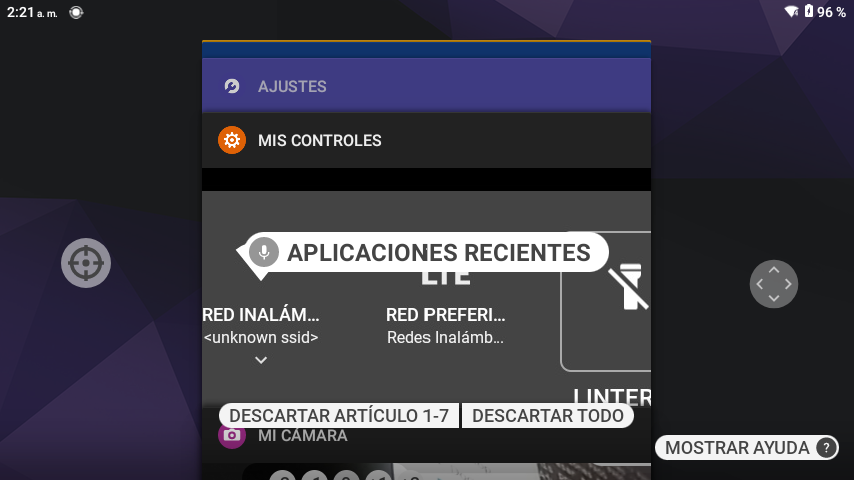 2:21 a. m.
96 %
AJUSTES
MIS CONTROLES
APLICACIONES RECIENTES
LTE
RED INALÁM...
RED PREFERI...
<unknown ssid>
Redes Inalámb...
LINTER
DESCARTAR ARTÍCULO 1-7
DESCARTAR TODO
MI CÁMARA
MOSTRAR AYUDA ?